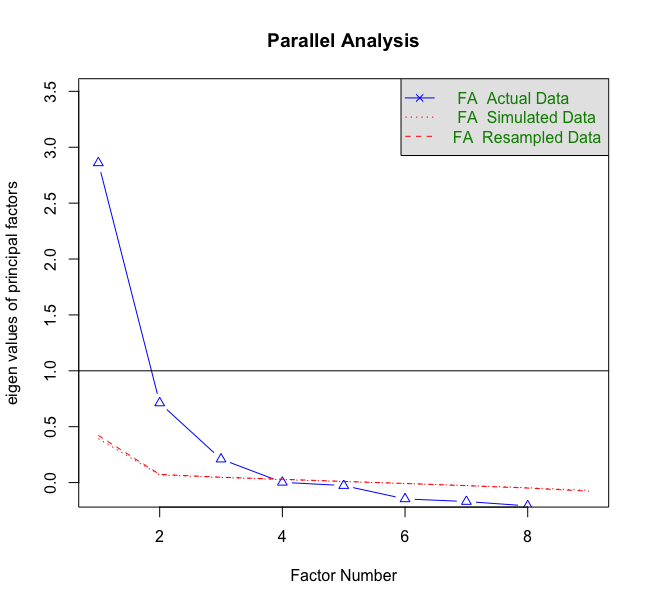 Parallel Analysis
FA Actual Data
FA Simulated Data
FA Resampled Data
eigen values of principal factors
3.5
3.0
2.5
2.0
1.5
1.0
0.5
0.0
2 4 6 8
Factor Number